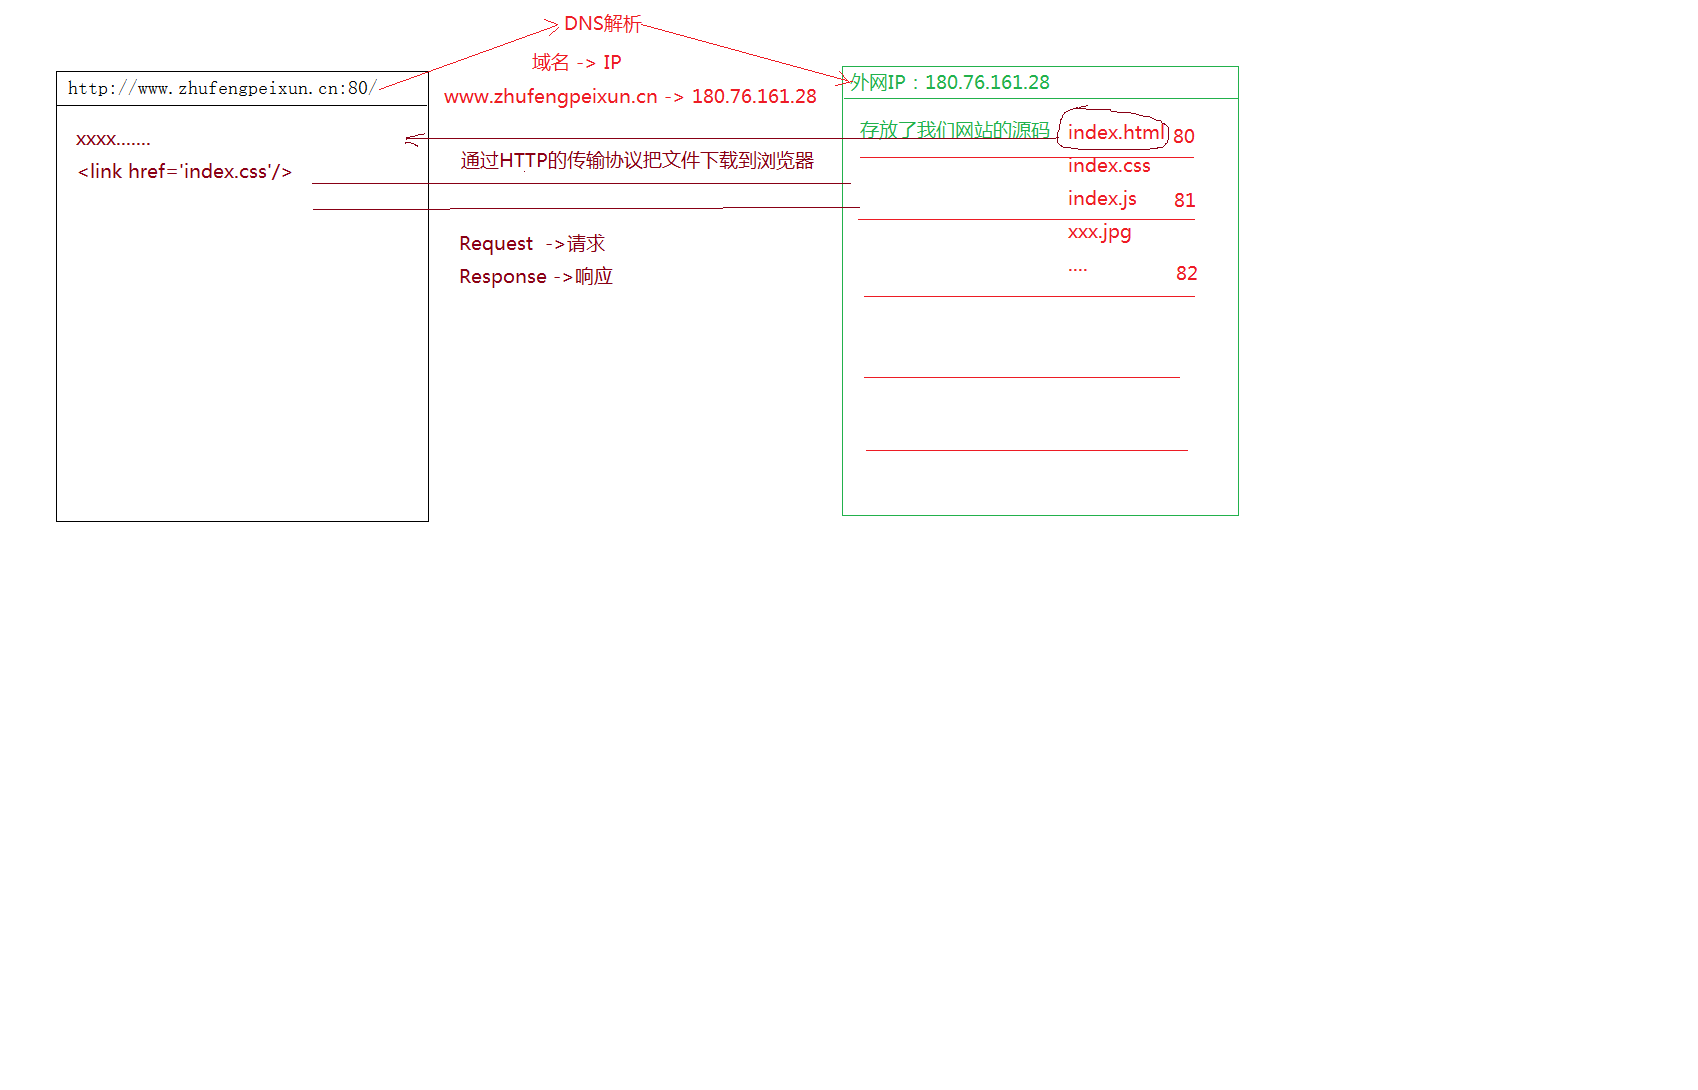 DNS解析
域名 -> IP
www.zhufengpeixun.cn -> 180.76.161.28
http://www.zhufengpeixun.cn:80/
xxxx.......
<link href='index.css'/>
通过HTTP的传输协议把文件下载到浏览器
Request ->请求
Response ->响应
外网IP：180.76.161.28
存放了我们网站的源码
index.html
index.css
index.js
xxx.jpg
....
80
81
82